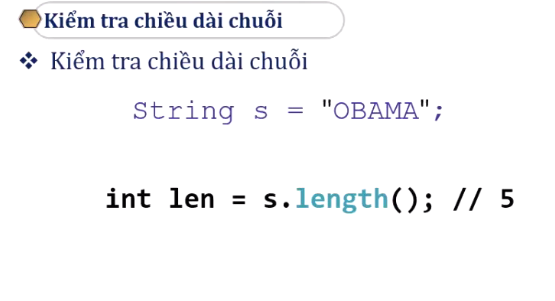 Kiểm tra chiều dài chuỗi
Kiểm tra chiều dài chuỗi
String s = "OBAMA";
int len = s.length(); // 5